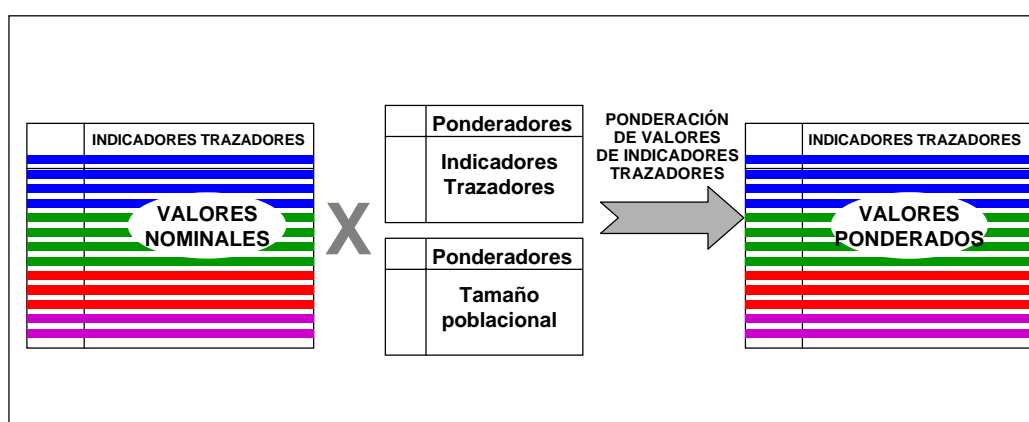 INDICADORES TRAZADORES
VALORES
NOMINALES
X
Ponderadores
Indicadores
Trazadores
Ponderadores
Tamaño
poblacional
PONDERACIÓN
DE VALORES
DE INDICADORES
TRAZADORES
INDICADORES TRAZADORES
VALORES
PONDERADOS